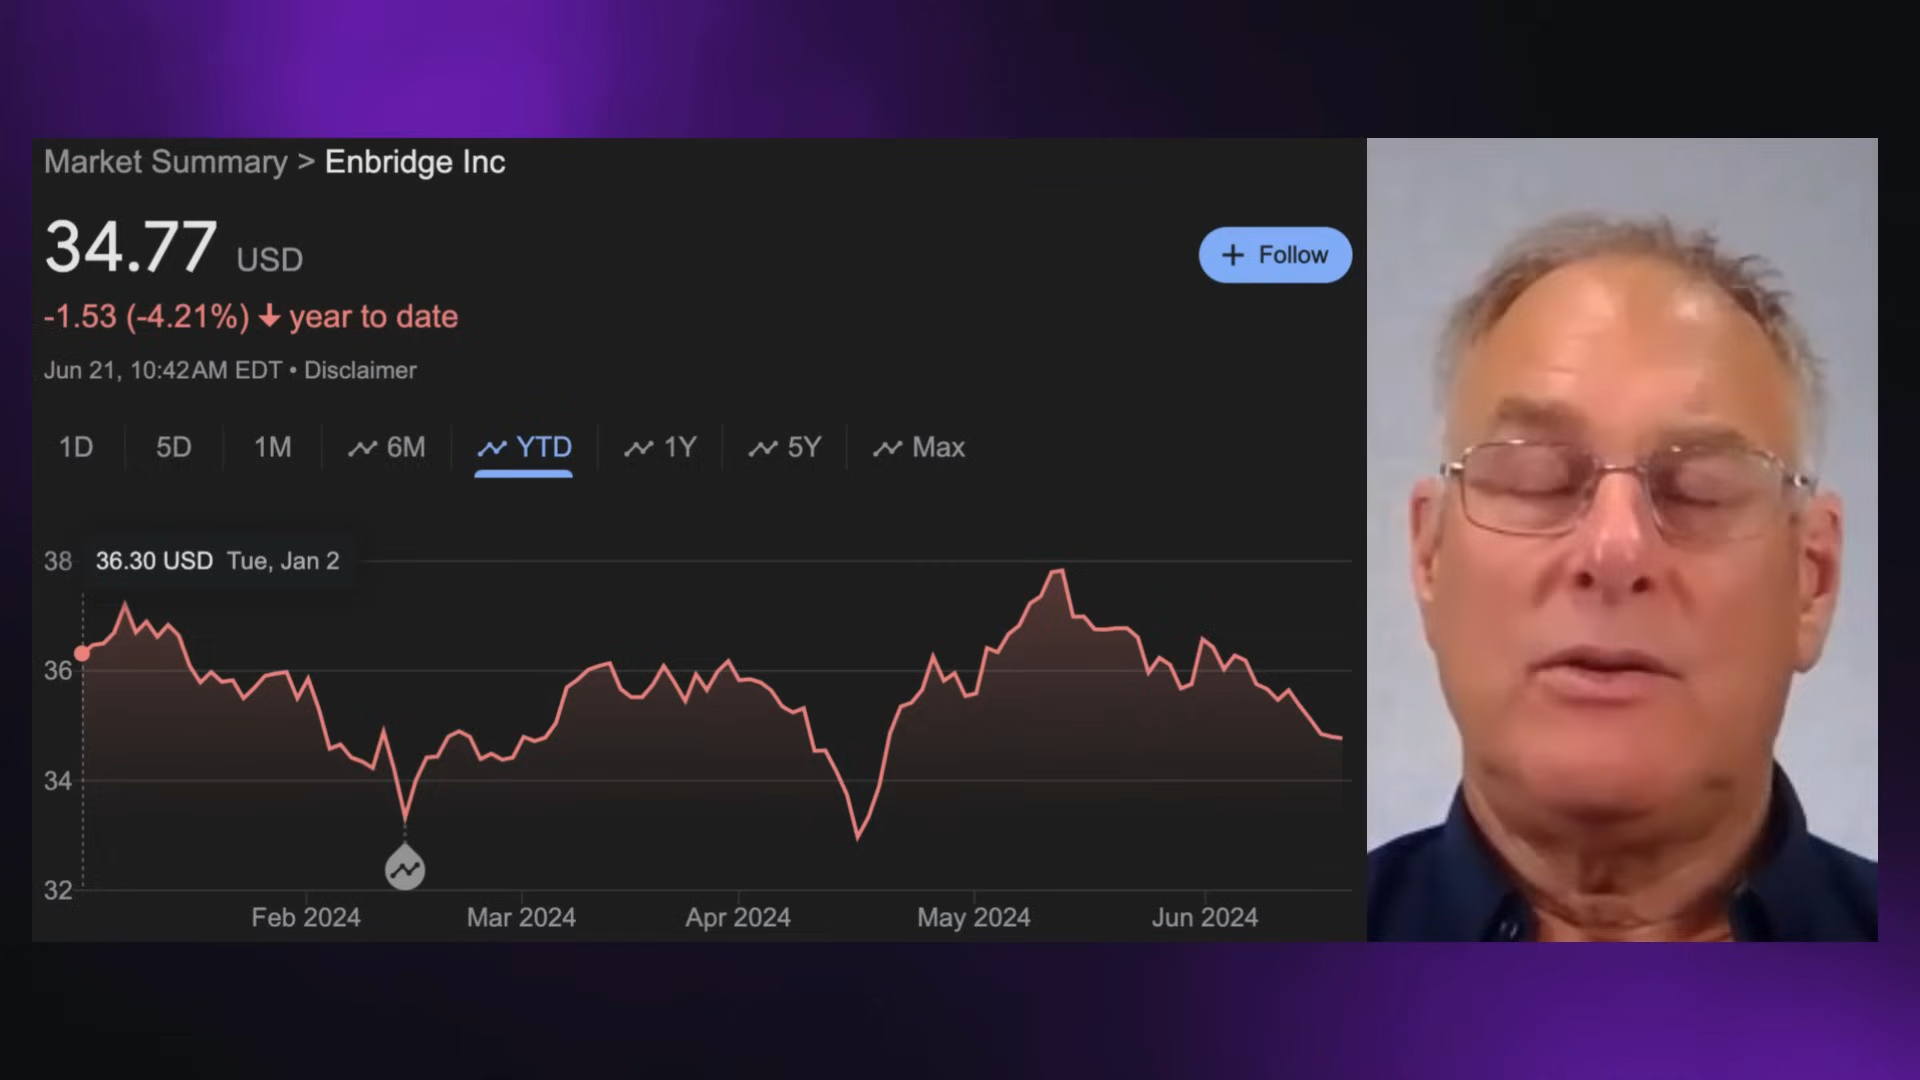 Market Summary > Enbridge Inc
34.77 USD
+ Follow
-1.53 (-4.21%) ↓ year to date
Jun 21, 10:42 AM EDT • Disclaimer
1D 5D 1M 6M YTD 1Y 5Y Max
38
36.30 USD Tue, Jan 2
36
34
32
Feb 2024 Mar 2024 Apr 2024 May 2024 Jun 2024